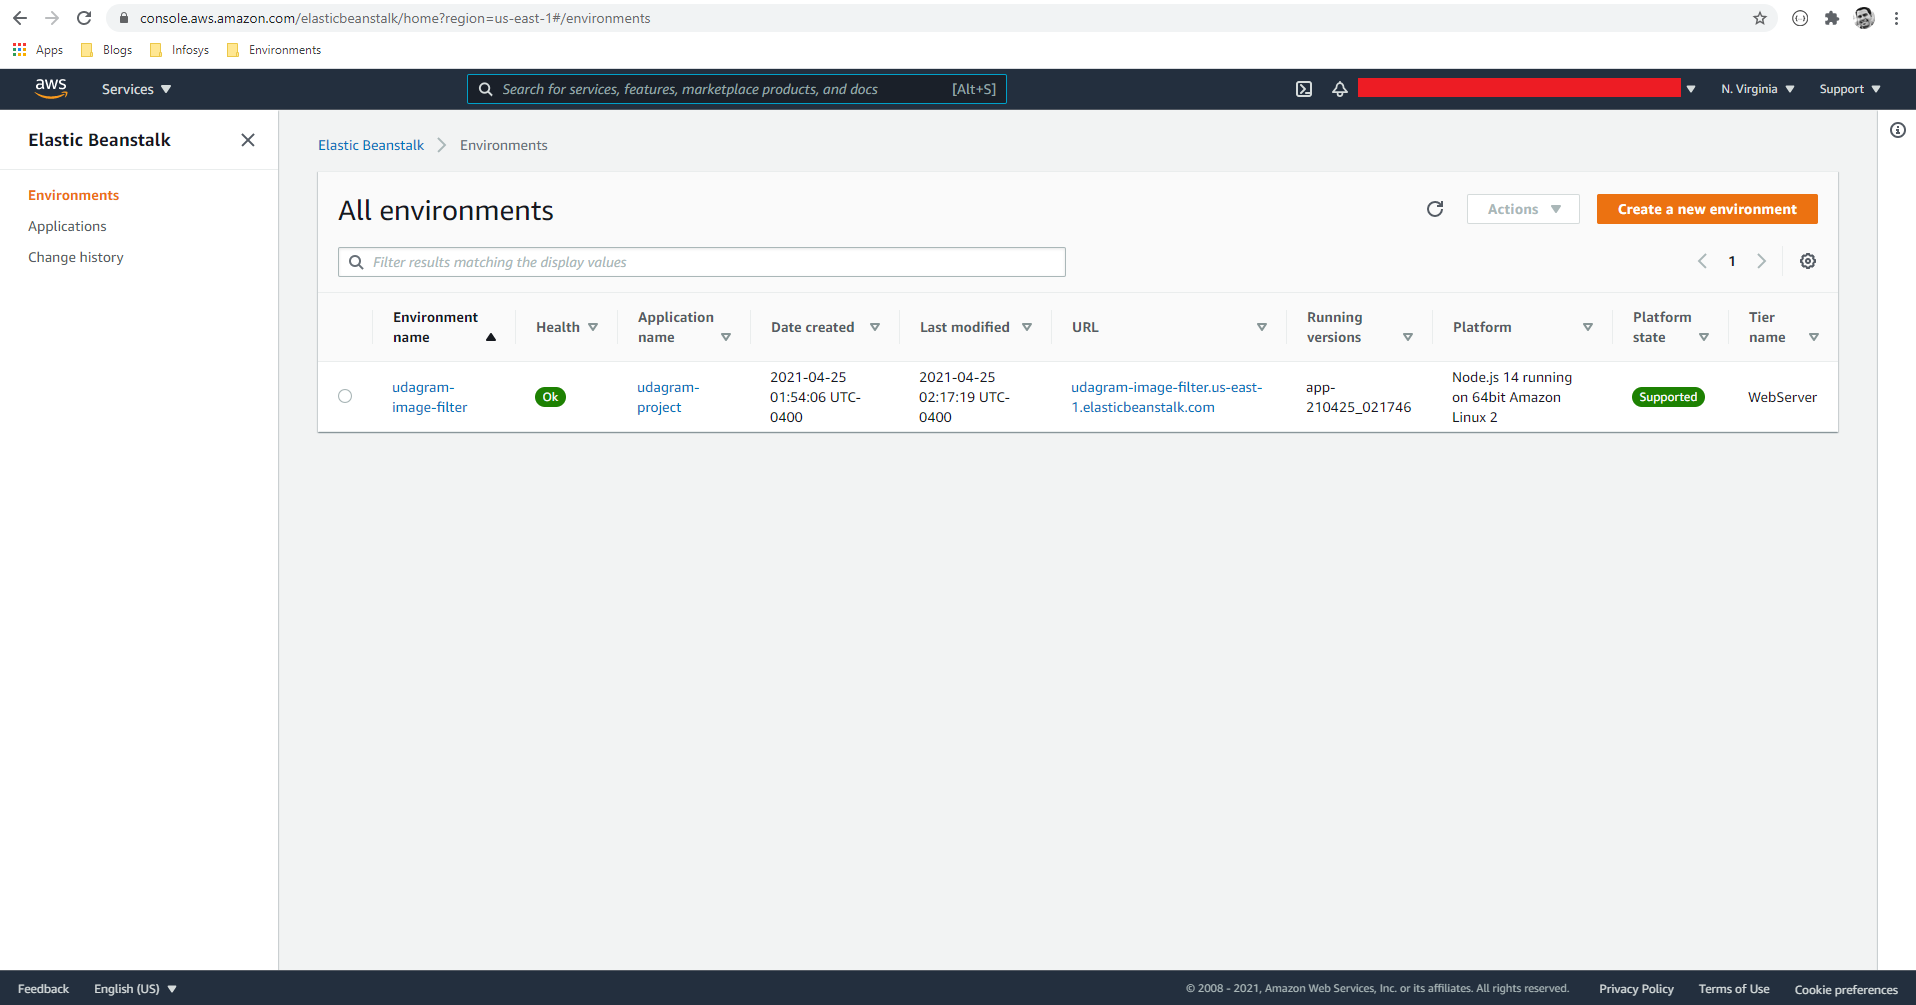 console.aws.amazon.com/elasticbeanstalk/home?region=us-east-1#/environments
Apps Blogs Infosys Environments
aws Services Search for services, features, marketplace products, and docs [Alt+S] N. Virginia Support
Elastic Beanstalk
Environments
Applications
Change history
Elastic Beanstalk Environments
All environments
Actions Create a new environment
Filter results matching the display values
1
Environment name
Health
Application name
Date created
Last modified
URL
Running versions
Platform
Platform state
Tier name
udagram-
image-filter
Ok
udagram-
project
2021-04-25
01:54:06 UTC-
0400
2021-04-25
02:17:19 UTC-
0400
udagram-image-filter.us-east-
1.elasticbeanstalk.com
app-
210425_021746
Node.js 14 running
on 64bit Amazon
Linux 2
Supported
WebServer
Feedback English (US) © 2008 - 2021, Amazon Web Services, Inc. or its affiliates. All rights reserved. Privacy Policy Terms of Use Cookie preferences